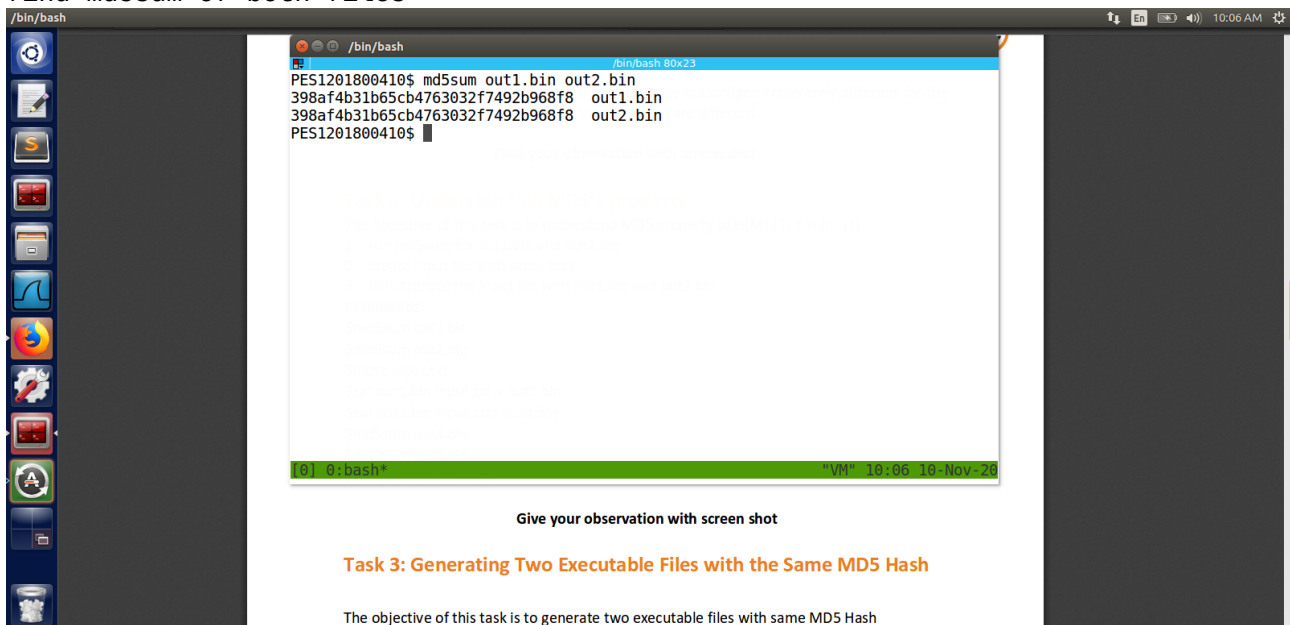 /bin/bash
En
10:06 AM
/bin/bash
/bin/bash 80x23
PES1201800410$ md5sum out1.bin out2.bin
398af4b31b65cb4763032f7492b968f8  out1.bin
398af4b31b65cb4763032f7492b968f8  out2.bin
PES1201800410$
[0] 0:bash* "VM" 10:06 10-Nov-20
Give your observation with screen shot
Task 3: Generating Two Executable Files with the Same MD5 Hash
The objective of this task is to generate two executable files with same MD5 Hash